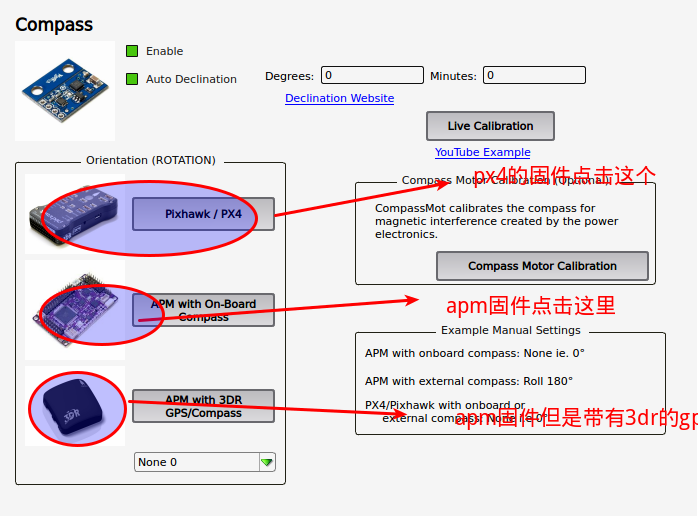 Compass
Enable
Auto Declination
Degrees: 0 Minutes: 0
Declination Website
Live Calibration
YouTube Example
Orientation (ROTATION)
Pixhawk / PX4
APM with On-Board
Compass
APM with 3DR
GPS/Compass
None 0
Compass Motor Calibration (Optional)
px4的固件点击这个
CompassMot calibrates the compass for
magnetic interference created by the power
electronics.
Compass Motor Calibration
apm固件点击这里
Example Manual Settings
APM with onboard compass: None ie. 0°
APM with external compass: Roll 180°
PX4/Pixhawk with onboard or
external compass: None ie 0°
apm固件但是带有3dr的gp
3DR